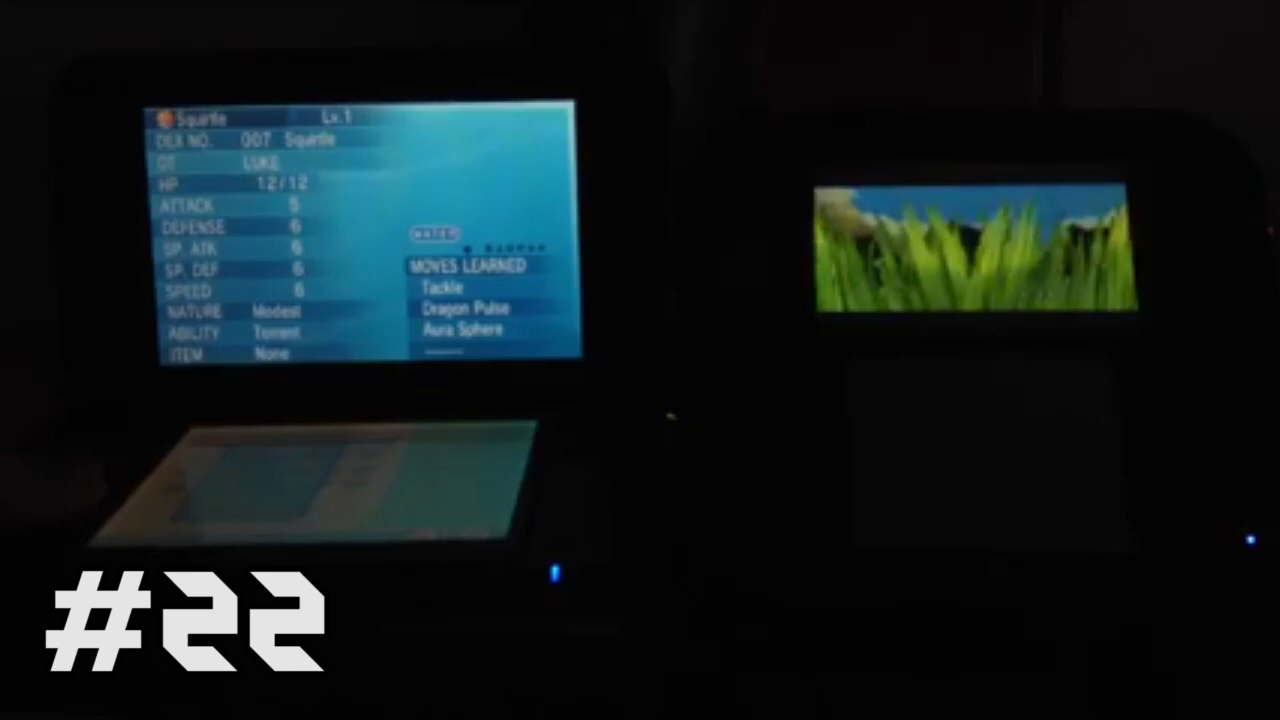 Squirtle Lv.1
DEX NO. 007 Squirtle
OT LUKE
HP 12/12
ATTACK 5
DEFENSE 6
SP. ATK 6
SP. DEF 6
SPEED 6
NATURE Modest
ABILITY Torrent
ITEM None
WATER
MOVES LEARNED
Tackle
Dragon Pulse
Aura Sphere
#22